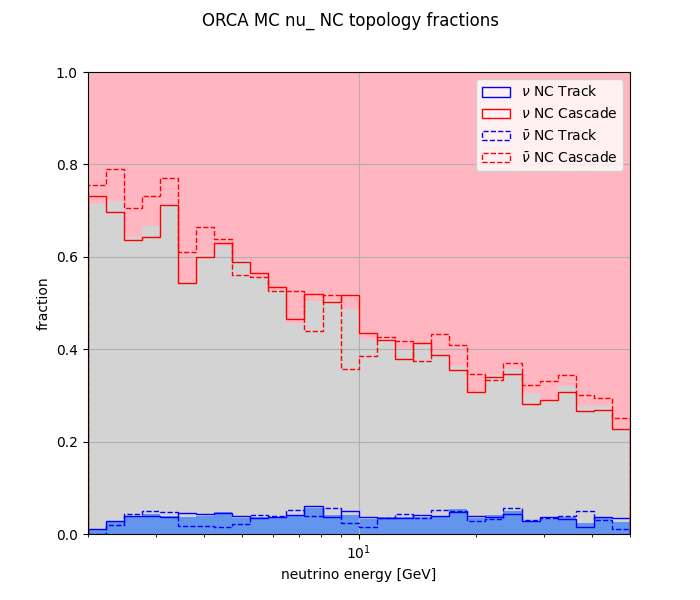 ORCA MC nu_ NC topology fractions
1.0
0.8
0.6
0.4
0.2
0.0
fraction
ν NC Track
ν NC Cascade
ν̄ NC Track
ν̄ NC Cascade
10¹
neutrino energy [GeV]